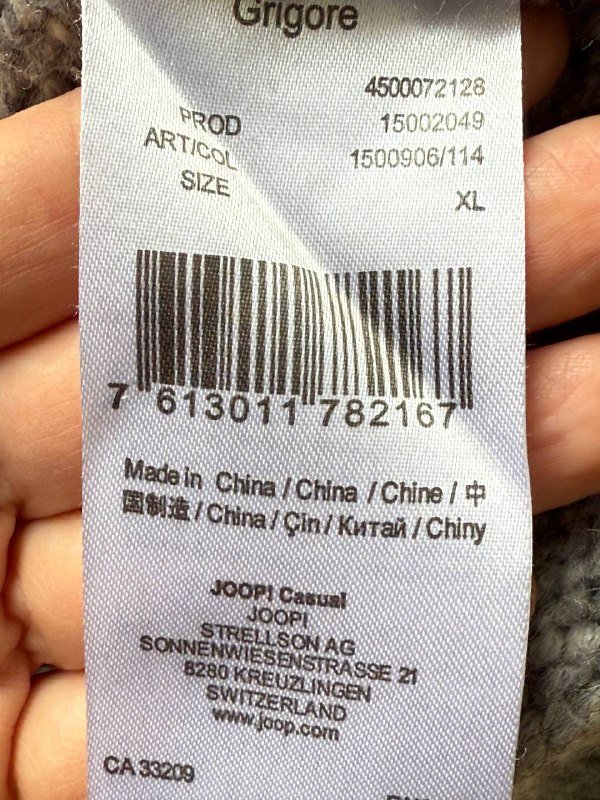 Grigore
4500072128
PROD 15002049
ART/COL 1500906/114
SIZE XL
7 613011 782167
Made in China / China / Chine / 中
国制造 / China / Çin / Китай / Chiny
JOOP! Casual
JOOP!
STRELLSON AG
SONNENWIESENSTRASSE 21
8280 KREUZLINGEN
SWITZERLAND
www.joop.com
CA 33209